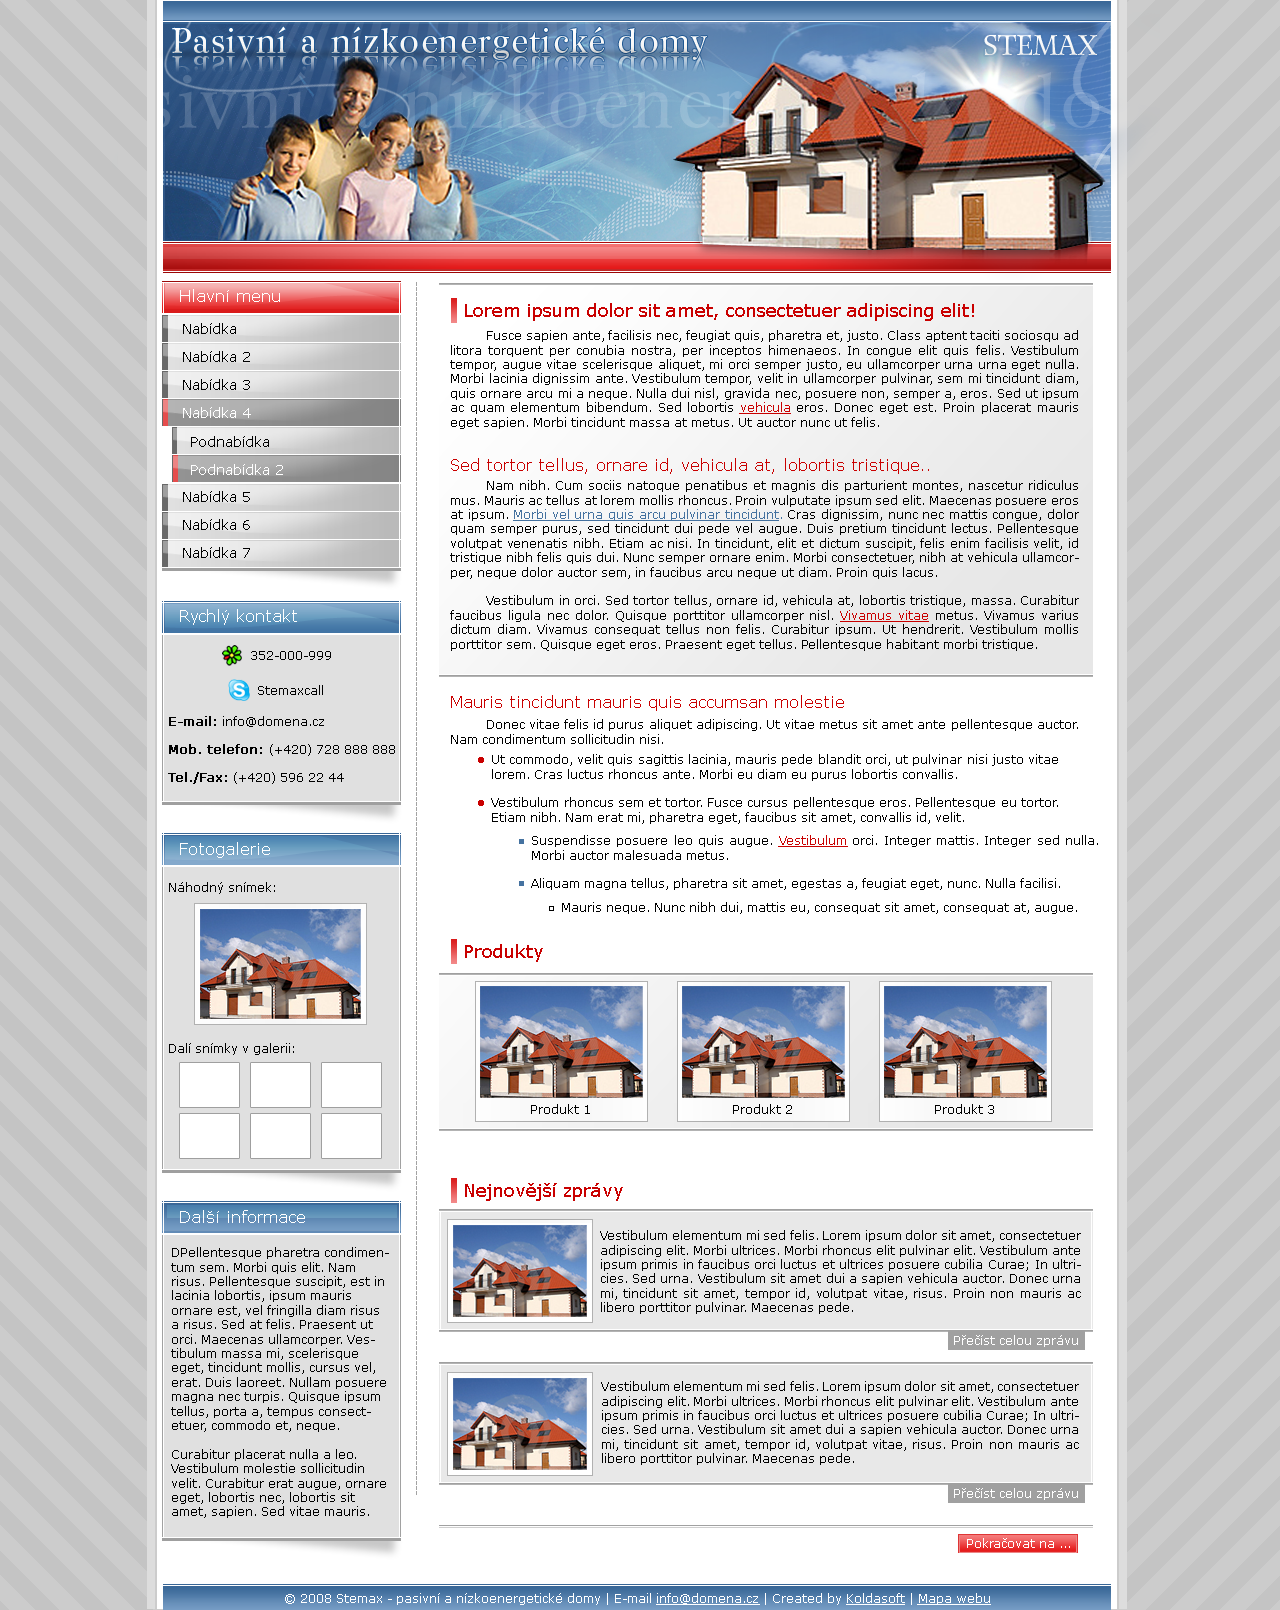 Pasivní a nízkoenergetické domy
STEMAX
Hlavní menu
Nabídka
Nabídka 2
Nabídka 3
Nabídka 4
Podnabídka
Podnabídka 2
Nabídka 5
Nabídka 6
Nabídka 7
Rychlý kontakt
352-000-999
Stemaxcall
E-mail: info@domena.cz
Mob. telefon: (+420) 728 888 888
Tel./Fax: (+420) 596 22 44
Fotogalerie
Náhodný snímek:
Dalí snímky v galerii:
Další informace
DPellentesque pharetra condimen-
tum sem. Morbi quis elit. Nam
risus. Pellentesque suscipit, est in
lacinia lobortis, ipsum mauris
ornare est, vel fringilla diam risus
a risus. Sed at felis. Praesent ut
orci. Maecenas ullamcorper. Ves-
tibulum massa mi, scelerisque
eget, tincidunt mollis, cursus vel,
erat. Duis laoreet. Nullam posuere
magna nec turpis. Quisque ipsum
tellus, porta a, tempus consect-
etuer, commodo et, neque.
Curabitur placerat nulla a leo.
Vestibulum molestie sollicitudin
velit. Curabitur erat augue, ornare
eget, lobortis nec, lobortis sit
amet, sapien. Sed vitae mauris.
Lorem ipsum dolor sit amet, consectetuer adipiscing elit!
Fusce sapien ante, facilisis nec, feugiat quis, pharetra et, justo. Class aptent taciti sociosqu ad
litora torquent per conubia nostra, per inceptos himenaeos. In congue elit quis felis. Vestibulum
tempor, augue vitae scelerisque aliquet, mi orci semper justo, eu ullamcorper urna urna eget nulla.
Morbi lacinia dignissim ante. Vestibulum tempor, velit in ullamcorper pulvinar, sem mi tincidunt diam,
quis ornare arcu mi a neque. Nulla dui nisl, gravida nec, posuere non, semper a, eros. Sed ut ipsum
ac quam elementum bibendum. Sed lobortis vehicula eros. Donec eget est. Proin placerat mauris
eget sapien. Morbi tincidunt massa at metus. Ut auctor nunc ut felis.
Sed tortor tellus, ornare id, vehicula at, lobortis tristique..
Nam nibh. Cum sociis natoque penatibus et magnis dis parturient montes, nascetur ridiculus
mus. Mauris ac tellus at lorem mollis rhoncus. Proin vulputate ipsum sed elit. Maecenas posuere eros
at ipsum. Morbi vel urna quis arcu pulvinar tincidunt. Cras dignissim, nunc nec mattis congue, dolor
quam semper purus, sed tincidunt dui pede vel augue. Duis pretium tincidunt lectus. Pellentesque
volutpat venenatis nibh. Etiam ac nisi. In tincidunt, elit et dictum suscipit, felis enim facilisis velit, id
tristique nibh felis quis dui. Nunc semper ornare enim. Morbi consectetuer, nibh at vehicula ullamcor-
per, neque dolor auctor sem, in faucibus arcu neque ut diam. Proin quis lacus.
Vestibulum in orci. Sed tortor tellus, ornare id, vehicula at, lobortis tristique, massa. Curabitur
faucibus ligula nec dolor. Quisque porttitor ullamcorper nisl. Vivamus vitae metus. Vivamus varius
dictum diam. Vivamus consequat tellus non felis. Curabitur ipsum. Ut hendrerit. Vestibulum mollis
porttitor sem. Quisque eget eros. Praesent eget tellus. Pellentesque habitant morbi tristique.
Mauris tincidunt mauris quis accumsan molestie
Donec vitae felis id purus aliquet adipiscing. Ut vitae metus sit amet ante pellentesque auctor.
Nam condimentum sollicitudin nisi.
Ut commodo, velit quis sagittis lacinia, mauris pede blandit orci, ut pulvinar nisi justo vitae
lorem. Cras luctus rhoncus ante. Morbi eu diam eu purus lobortis convallis.
Vestibulum rhoncus sem et tortor. Fusce cursus pellentesque eros. Pellentesque eu tortor.
Etiam nibh. Nam erat mi, pharetra eget, faucibus sit amet, convallis id, velit.
Suspendisse posuere leo quis augue. Vestibulum orci. Integer mattis. Integer sed nulla.
Morbi auctor malesuada metus.
Aliquam magna tellus, pharetra sit amet, egestas a, feugiat eget, nunc. Nulla facilisi.
Mauris neque. Nunc nibh dui, mattis eu, consequat sit amet, consequat at, augue.
Produkty
Produkt 1
Produkt 2
Produkt 3
Nejnovější zprávy
Vestibulum elementum mi sed felis. Lorem ipsum dolor sit amet, consectetuer
adipiscing elit. Morbi ultrices. Morbi rhoncus elit pulvinar elit. Vestibulum ante
ipsum primis in faucibus orci luctus et ultrices posuere cubilia Curae; In ultri-
cies. Sed urna. Vestibulum sit amet dui a sapien vehicula auctor. Donec urna
mi, tincidunt sit amet, tempor id, volutpat vitae, risus. Proin non mauris ac
libero porttitor pulvinar. Maecenas pede.
Přečíst celou zprávu
Vestibulum elementum mi sed felis. Lorem ipsum dolor sit amet, consectetuer
adipiscing elit. Morbi ultrices. Morbi rhoncus elit pulvinar elit. Vestibulum ante
ipsum primis in faucibus orci luctus et ultrices posuere cubilia Curae; In ultri-
cies. Sed urna. Vestibulum sit amet dui a sapien vehicula auctor. Donec urna
mi, tincidunt sit amet, tempor id, volutpat vitae, risus. Proin non mauris ac
libero porttitor pulvinar. Maecenas pede.
Přečíst celou zprávu
Pokračovat na ...
© 2008 Stemax - pasivní a nízkoenergetické domy | E-mail info@domena.cz | Created by Koldasoft | Mapa webu